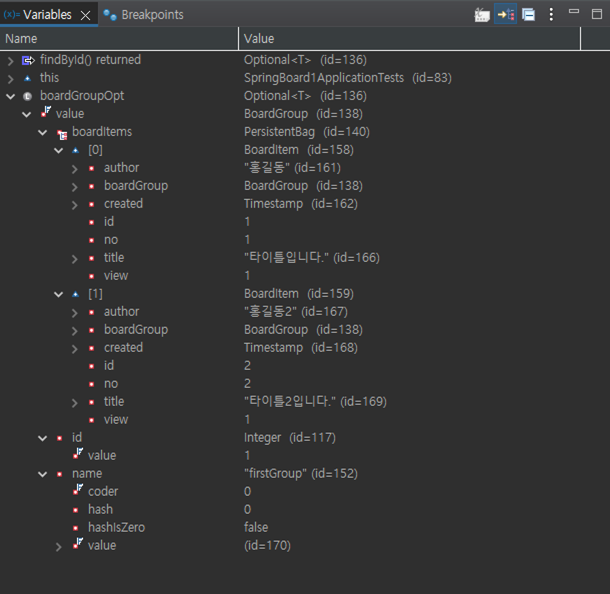 (x)= Variables Breakpoints
Name Value
findById() returned Optional<T> (id=136)
this SpringBoard1ApplicationTests (id=83)
boardGroupOpt Optional<T> (id=136)
value BoardGroup (id=138)
boardItems PersistentBag (id=140)
[0] BoardItem (id=158)
author "홍길동" (id=161)
boardGroup BoardGroup (id=138)
created Timestamp (id=162)
id 1
no 1
title "타이틀입니다." (id=166)
view 1
[1] BoardItem (id=159)
author "홍길동2" (id=167)
boardGroup BoardGroup (id=138)
created Timestamp (id=168)
id 2
no 2
title "타이틀2입니다." (id=169)
view 1
id Integer (id=117)
value 1
name "firstGroup" (id=152)
coder 0
hash 0
hashIsZero false
value (id=170)